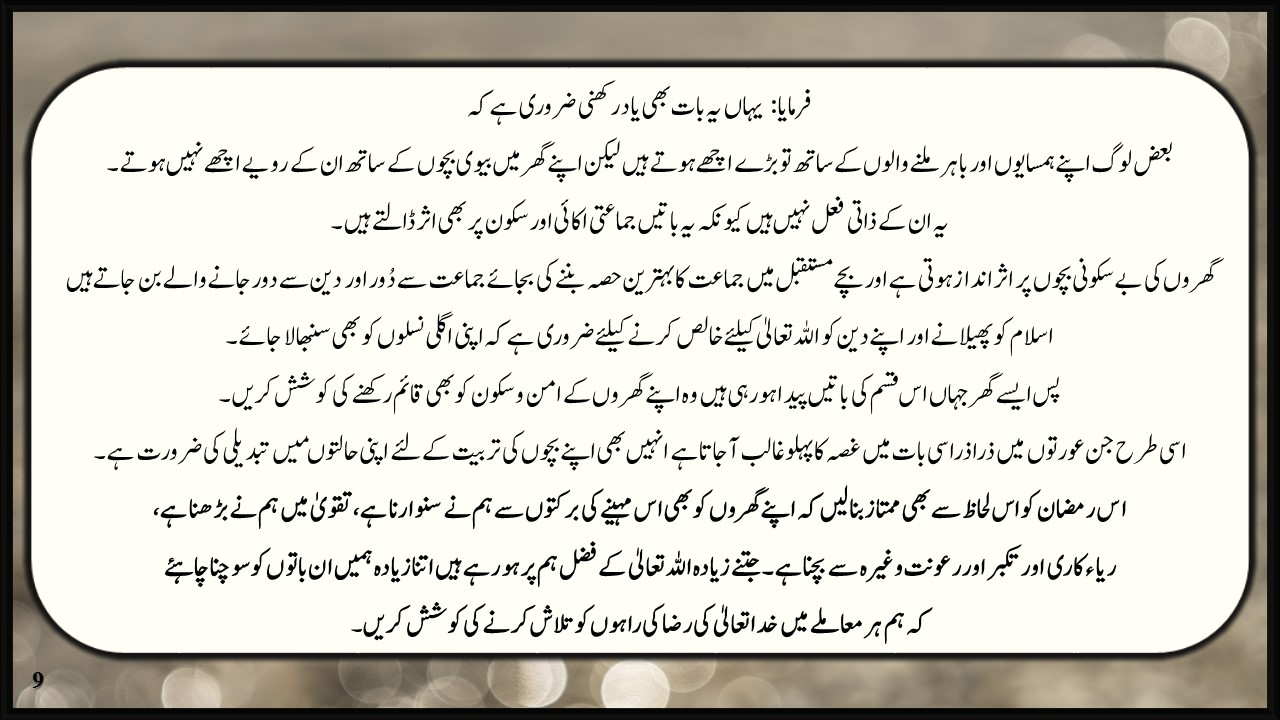 فرمایا: یہاں یہ بات بھی یاد رکھنی ضروری ہے کہ
بعض لوگ اپنے ہمسایوں اور باہر ملنے والوں کے ساتھ تو بڑے اچھے ہوتے ہیں لیکن اپنے گھر میں بیوی بچوں کے ساتھ ان کے رویے اچھے نہیں ہوتے۔
یہ ان کے ذاتی فعل نہیں ہیں کیونکہ یہ باتیں جماعتی اکائی اور سکون پر بھی اثر ڈالتے ہیں۔
گھروں کی بے سکونی بچوں پر اثر انداز ہوتی ہے اور بچے مستقبل میں جماعت کا بہترین حصہ بننے کی بجائے جماعت سے دُور اور دین سے دور جانے والے بن جاتے ہیں
اسلام کو پھیلانے اور اپنے دین کو اللہ تعالیٰ کیلئے خالص کرنے کیلئے ضروری ہے کہ اپنی اگلی نسلوں کو بھی سنبھالا جائے۔
پس ایسے گھر جہاں اس قسم کی باتیں پیدا ہو رہی ہیں وہ اپنے گھروں کے امن و سکون کو بھی قائم رکھنے کی کوشش کریں۔
اسی طرح جن عورتوں میں ذرا ذرا سی بات میں غصہ کا پہلو غالب آ جاتا ہے انہیں بھی اپنے بچوں کی تربیت کے لئے اپنی حالتوں میں تبدیلی کی ضرورت ہے۔
اس رمضان کو اس لحاظ سے بھی ممتاز بنالیں کہ اپنے گھروں کو بھی اس مہینے کی برکتوں سے ہم نے سنوارنا ہے، تقویٰ میں ہم نے بڑھنا ہے،
ریاء کاری اور تکبر اور رعونت وغیرہ سے بچنا ہے۔ جتنے زیادہ اللہ تعالیٰ کے فضل ہم پر ہو رہے ہیں اتنا زیادہ ہمیں ان باتوں کو سوچنا چاہئے
کہ ہم ہر معاملے میں خدا تعالیٰ کی رضا کی راہوں کو تلاش کرنے کی کوشش کریں۔
9